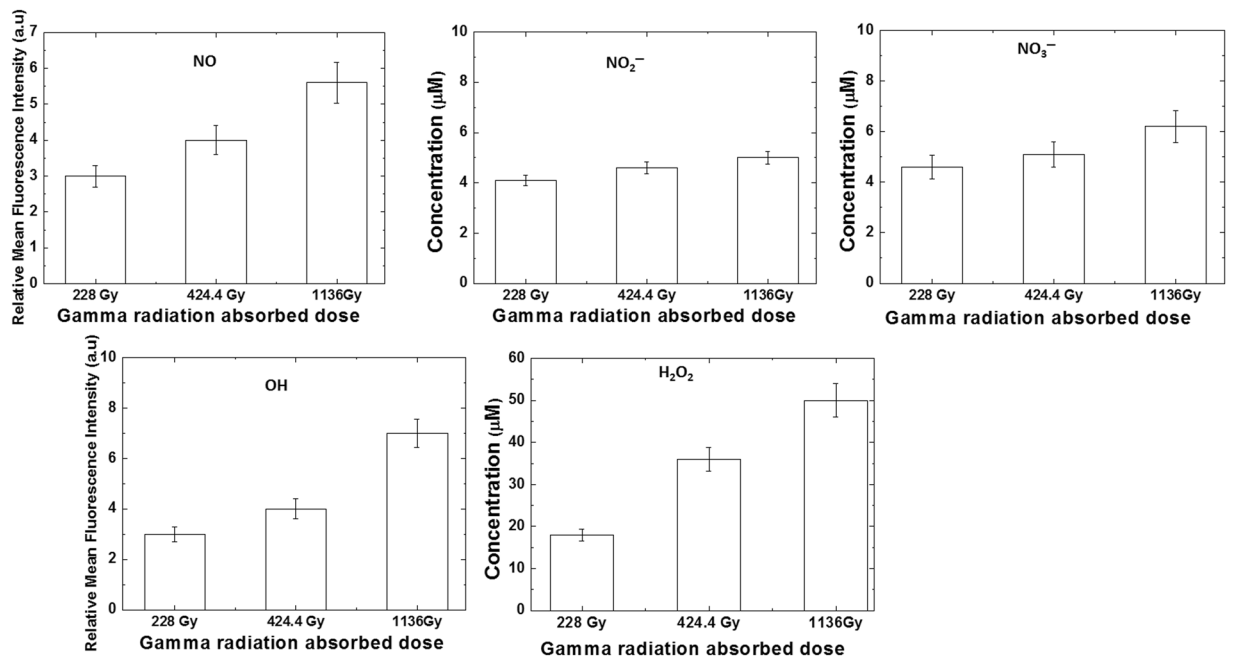 Relative Mean Fluorescence Intensity (a.u)
7
6
5
4
3
2
1
0
NO
228 Gy 424.4 Gy 1136Gy
Gamma radiation absorbed dose
Concentration (μM)
10
8
6
4
2
0
NO₂⁻
228 Gy 424.4 Gy 1136Gy
Gamma radiation absorbed dose
Concentration (μM)
10
8
6
4
2
0
NO₃⁻
228 Gy 424.4 Gy 1136Gy
Gamma radiation absorbed dose
Relative Mean Fluorescence Intensity (a.u)
10
8
6
4
2
0
OH
228 Gy 424.4 Gy 1136Gy
Gamma radiation absorbed dose
Concentration (μM)
60
50
40
30
20
10
0
H₂O₂
228 Gy 424.4 Gy 1136Gy
Gamma radiation absorbed dose